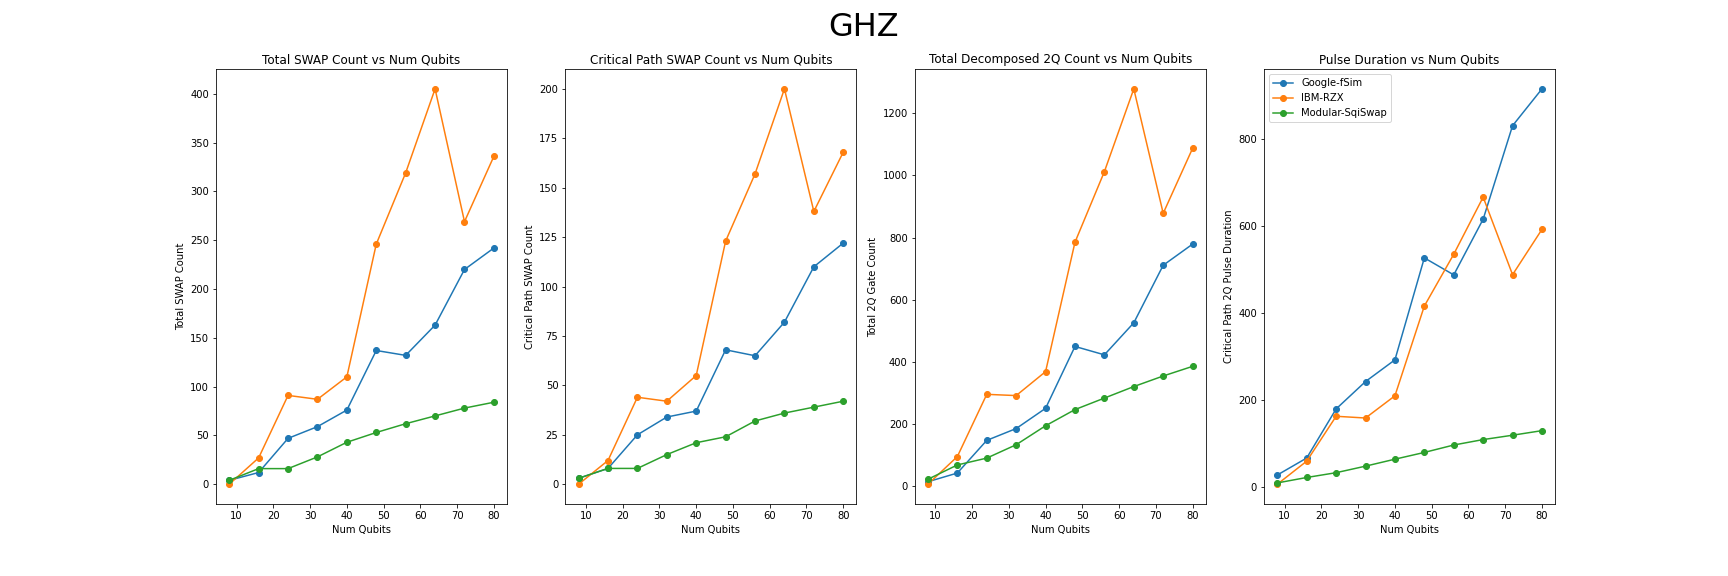 GHZ
Total SWAP Count vs Num Qubits
Total SWAP Count
400
350
300
250
200
150
100
50
0
10 20 30 40 50 60 70 80
Num Qubits
Critical Path SWAP Count vs Num Qubits
Critical Path SWAP Count
200
175
150
125
100
75
50
25
0
10 20 30 40 50 60 70 80
Num Qubits
Total Decomposed 2Q Count vs Num Qubits
Total 2Q Gate Count
1200
1000
800
600
400
200
0
10 20 30 40 50 60 70 80
Num Qubits
Pulse Duration vs Num Qubits
Google-fSim
IBM-RZX
Modular-SqiSwap
Critical Path 2Q Pulse Duration
800
600
400
200
0
10 20 30 40 50 60 70 80
Num Qubits